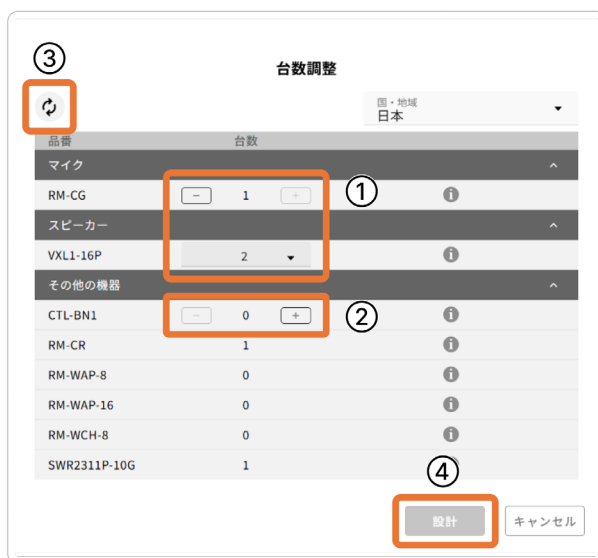 ③
台数調整
国・地域
日本
品番 台数
マイク
RM-CG − 1 +
①
スピーカー
VXL1-16P 2
その他の機器
CTL-BN1 − 0 +
②
RM-CR 1
RM-WAP-8 0
RM-WAP-16 0
RM-WCH-8 0
SWR2311P-10G 1
④
設計 キャンセル